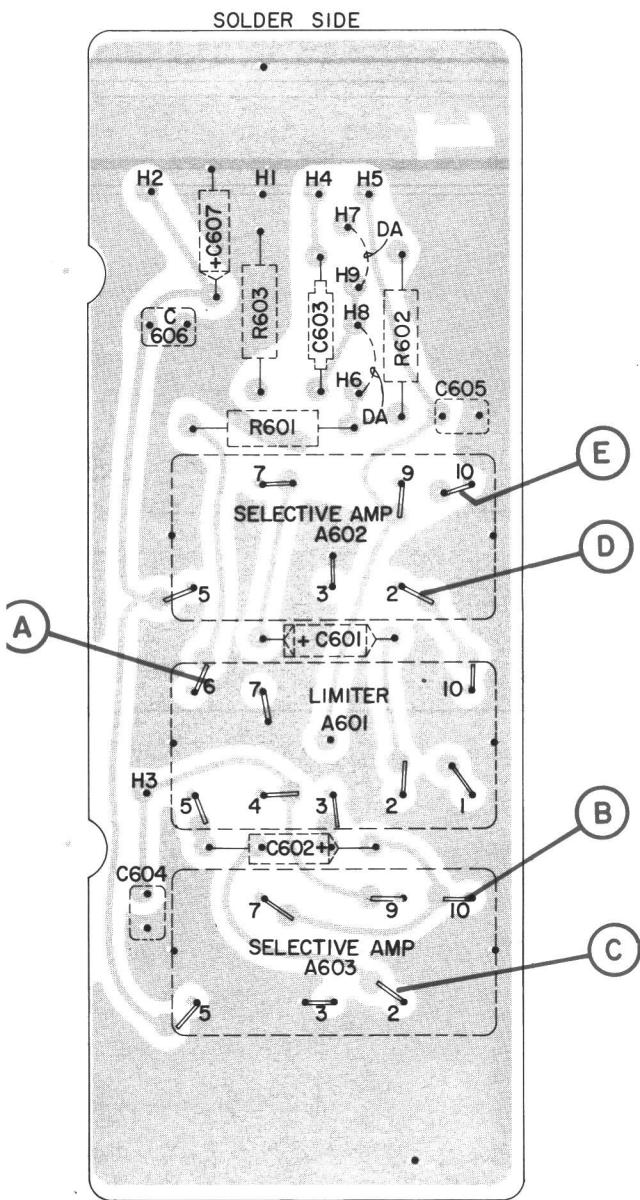 SOLDER SIDE
1
H2
H1
H4
H5
H7
DA
+C607
R603
C603
H9
H8
R602
C
606
H6
DA
C605
R601
E
7
9
10
SELECTIVE AMP
A602
D
5
3
2
A
+ C601
6
7
LIMITER
A601
10
H3
5
4
3
2
1
B
C602+
C604
7
9
10
SELECTIVE AMP
A603
C
5
3
2